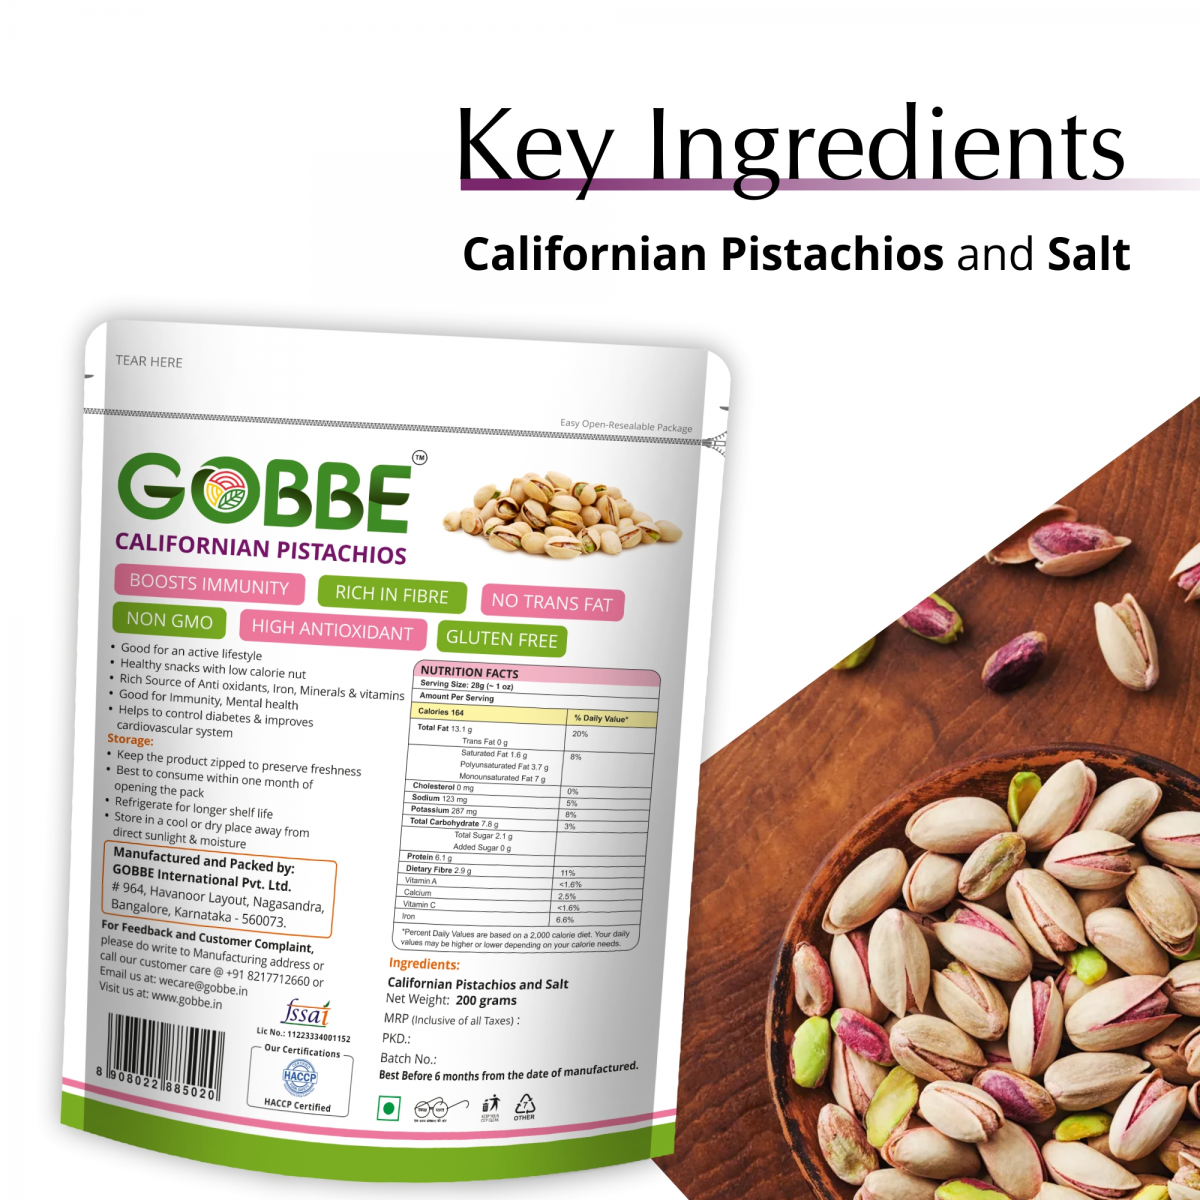 Key Ingredients
Californian Pistachios and Salt
TEAR HERE
Easy Open-Resealable Package
GOBBE
TM
CALIFORNIAN PISTACHIOS
BOOSTS IMMUNITY
RICH IN FIBRE
NO TRANS FAT
NON GMO
HIGH ANTIOXIDANT
GLUTEN FREE
• Good for an active lifestyle
• Healthy snacks with low calorie nut
• Rich Source of Anti oxidants, Iron, Minerals & vitamins
• Good for Immunity, Mental health
• Helps to control diabetes & improves
cardiovascular system
Storage:
• Keep the product zipped to preserve freshness
• Best to consume within one month of
opening the pack
• Refrigerate for longer shelf life
• Store in a cool or dry place away from
direct sunlight & moisture
Manufactured and Packed by:
GOBBE International Pvt. Ltd.
# 964, Havanoor Layout, Nagasandra,
Bangalore, Karnataka - 560073.
For Feedback and Customer Complaint,
please do write to Manufacturing address or
call our customer care @ +91 8217712660 or
Email us at: wecare@gobbe.in
Visit us at: www.gobbe.in
fssai
Lic No.: 11223334001152
Our Certifications
HACCP
HACCP Certified
8 908022 885020
NUTRITION FACTS
Serving Size: 28g (~ 1 oz)
Amount Per Serving
Calories 164 % Daily Value*
Total Fat 13.1 g 20%
Trans Fat 0 g
Saturated Fat 1.6 g 8%
Polyunsaturated Fat 3.7 g
Monounsaturated Fat 7 g
Cholesterol 0 mg 0%
Sodium 123 mg 5%
Potassium 287 mg 8%
Total Carbohydrate 7.8 g 3%
Total Sugar 2.1 g
Added Sugar 0 g
Protein 6.1 g
Dietary Fibre 2.9 g 11%
Vitamin A <1.6%
Calcium 2.5%
Vitamin C <1.6%
Iron 6.6%
*Percent Daily Values are based on a 2,000 calorie diet. Your daily
values may be higher or lower depending on your calorie needs.
Ingredients:
Californian Pistachios and Salt
Net Weight: 200 grams
MRP (Inclusive of all Taxes) :
PKD.:
Batch No.:
Best Before 6 months from the date of manufactured.
7
OTHER